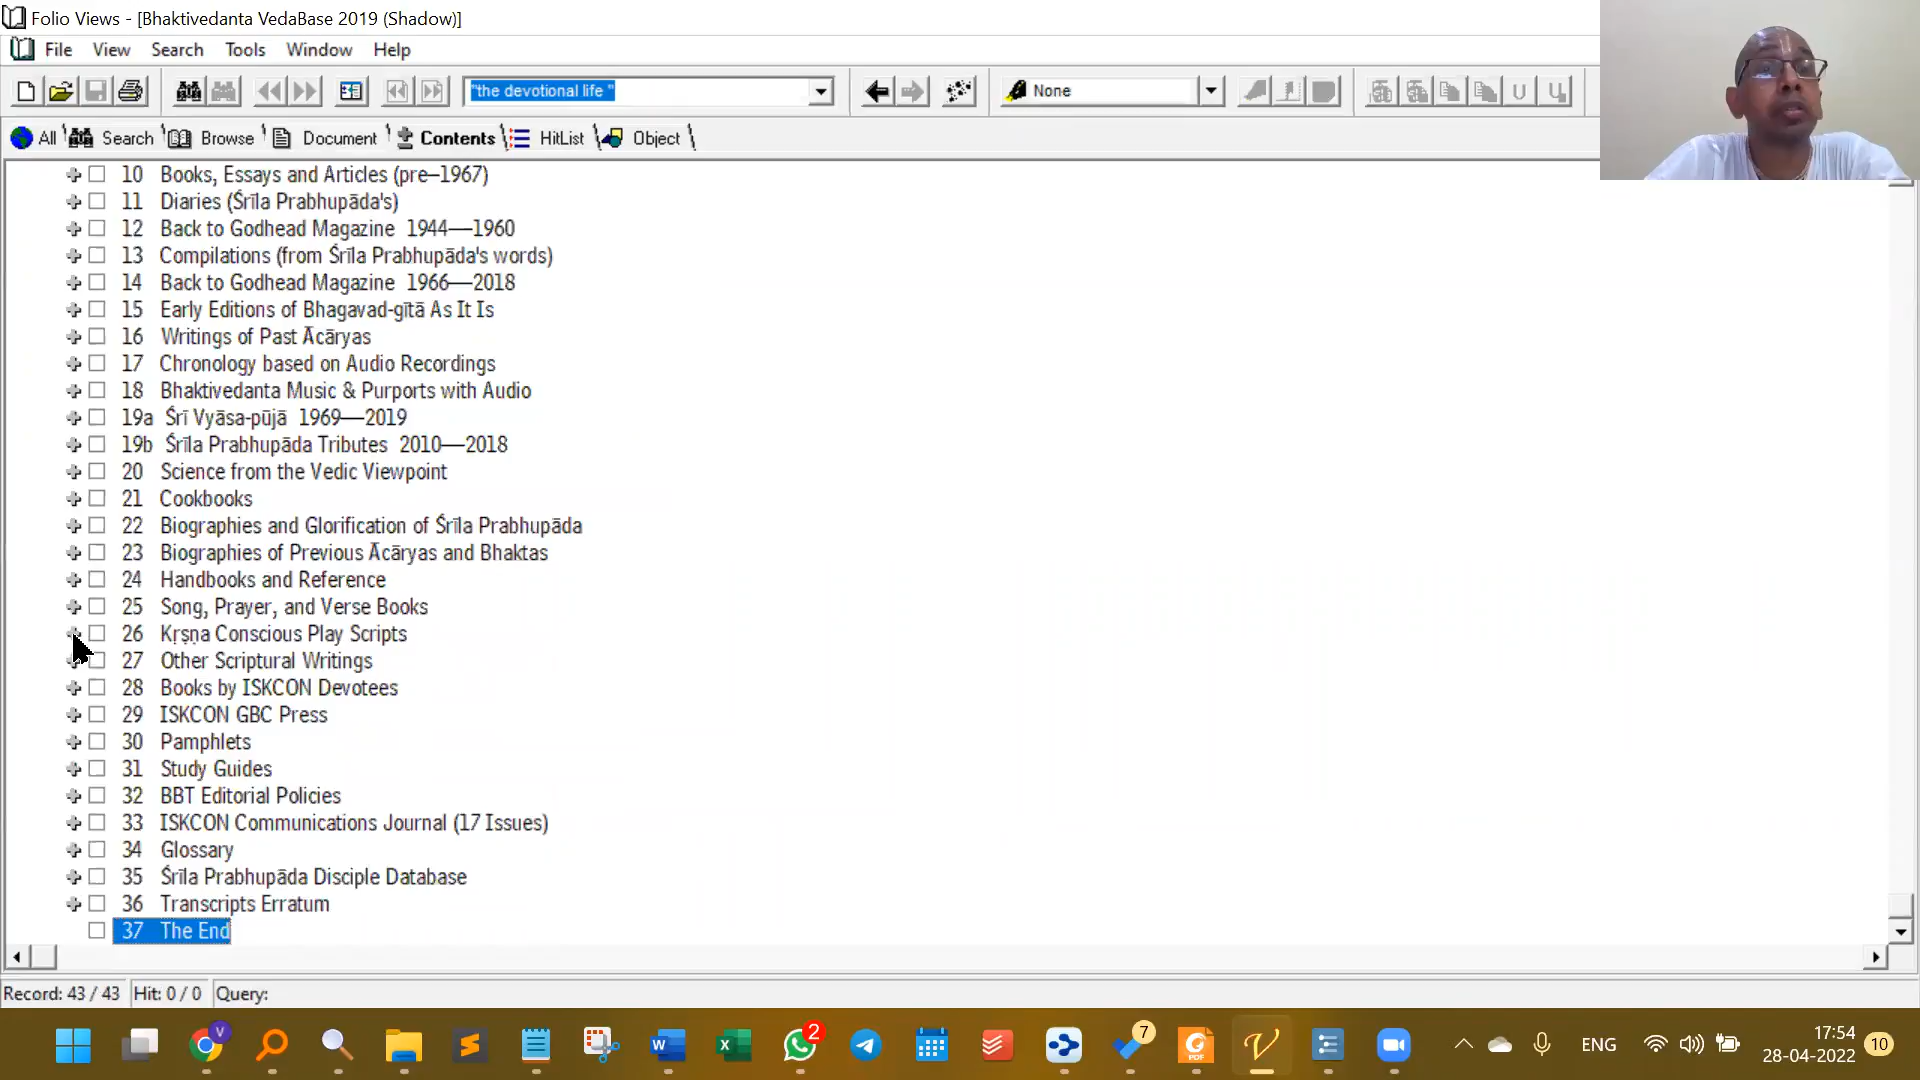 Folio Views - [Bhaktivedanta VedaBase 2019 (Shadow)]
File View Search Tools Window Help
"the devotional life " None
All Search Browse Document Contents HitList Object
10 Books, Essays and Articles (pre–1967)
11 Diaries (Śrīla Prabhupāda's)
12 Back to Godhead Magazine 1944––1960
13 Compilations (from Śrīla Prabhupāda's words)
14 Back to Godhead Magazine 1966––2018
15 Early Editions of Bhagavad-gītā As It Is
16 Writings of Past Ācāryas
17 Chronology based on Audio Recordings
18 Bhaktivedanta Music & Purports with Audio
19a Śrī Vyāsa-pūjā 1969––2019
19b Śrīla Prabhupāda Tributes 2010––2018
20 Science from the Vedic Viewpoint
21 Cookbooks
22 Biographies and Glorification of Śrīla Prabhupāda
23 Biographies of Previous Ācāryas and Bhaktas
24 Handbooks and Reference
25 Song, Prayer, and Verse Books
26 Kṛṣṇa Conscious Play Scripts
27 Other Scriptural Writings
28 Books by ISKCON Devotees
29 ISKCON GBC Press
30 Pamphlets
31 Study Guides
32 BBT Editorial Policies
33 ISKCON Communications Journal (17 Issues)
34 Glossary
35 Śrīla Prabhupāda Disciple Database
36 Transcripts Erratum
37 The End
Record: 43 / 43 Hit: 0 / 0 Query:
V 2 7 ENG 17:54 10
28-04-2022